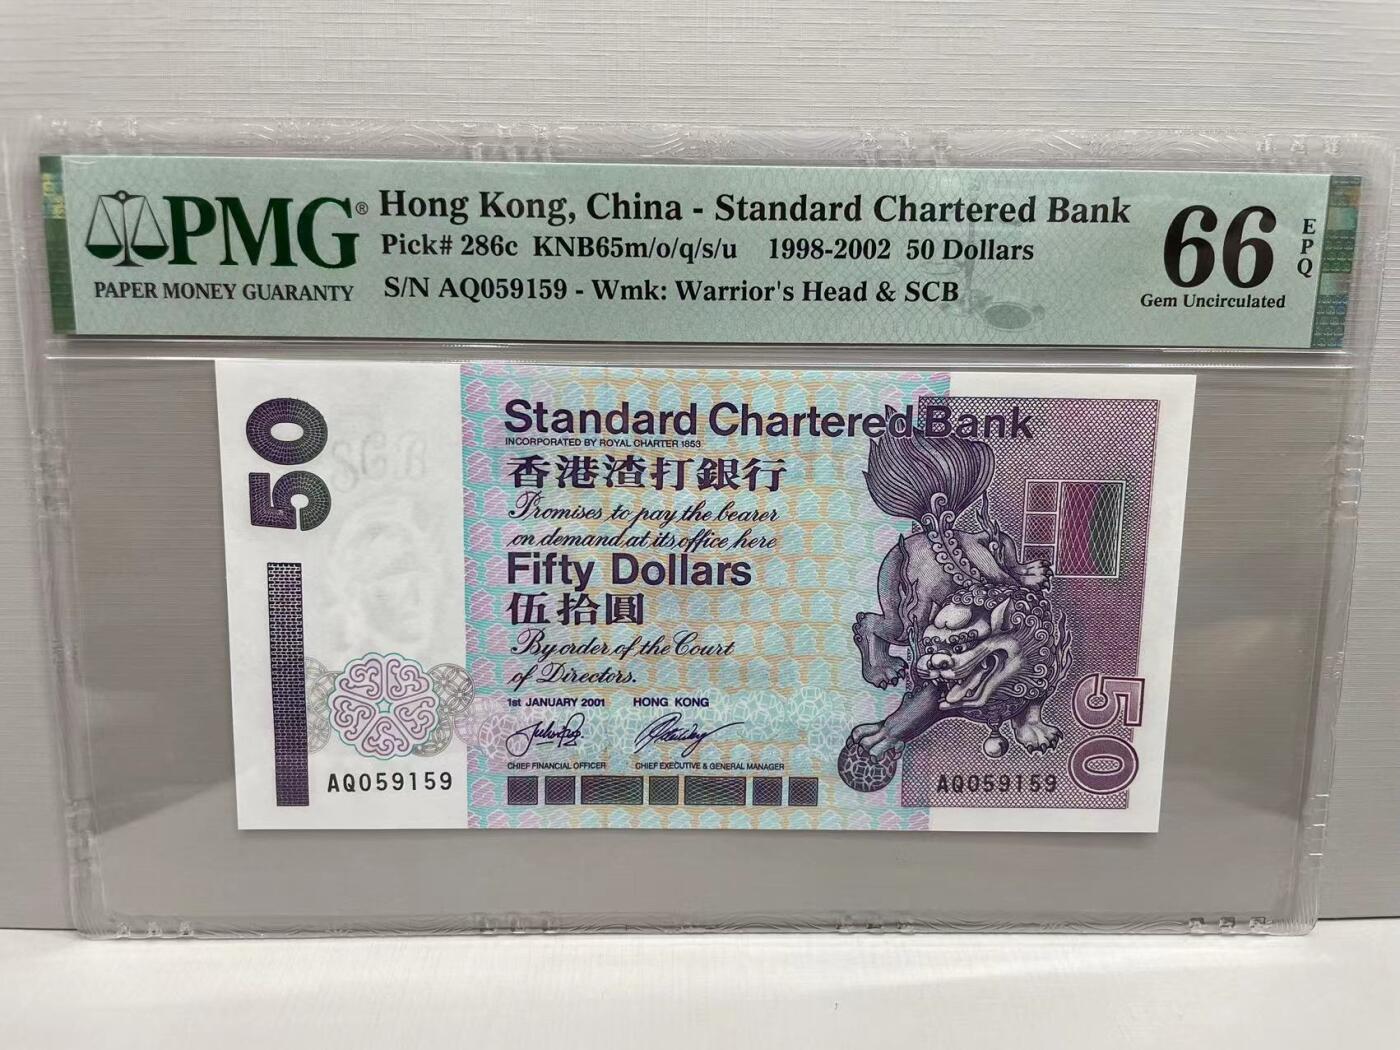 PMG®
PAPER MONEY GUARANTY
Hong Kong, China - Standard Chartered Bank
Pick# 286c KNB65m/o/q/s/u 1998-2002 50 Dollars
S/N AQ059159 - Wmk: Warrior's Head & SCB
66
EPQ
Gem Uncirculated
50
Standard Chartered Bank
INCORPORATED BY ROYAL CHARTER 1853
香港渣打銀行
Promises to pay the bearer
on demand at its office here
Fifty Dollars
伍拾圓
By order of the Court
of Directors.
1st JANUARY 2001 HONG KONG
CHIEF FINANCIAL OFFICER CHIEF EXECUTIVE & GENERAL MANAGER
AQ059159
AQ059159
50